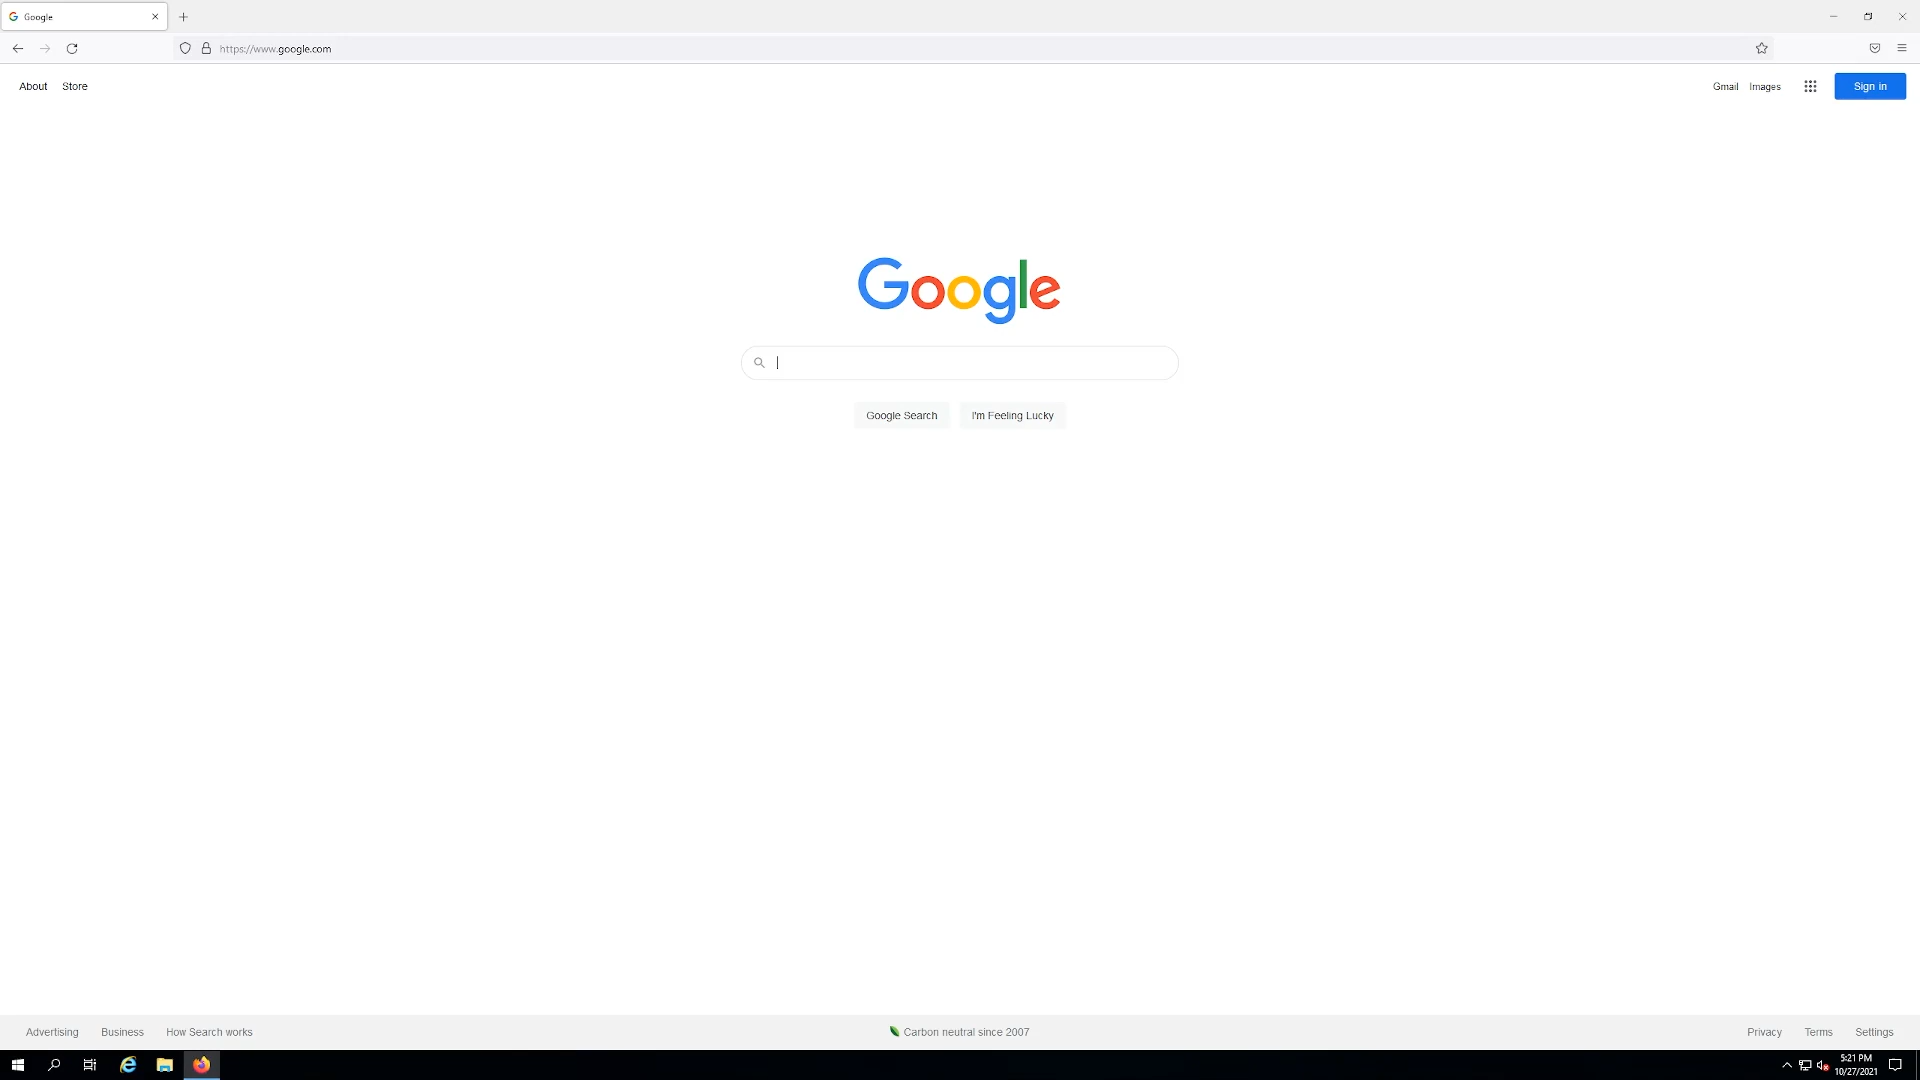 Google
https://www.google.com
About Store
Gmail Images Sign in
Google
Google Search I'm Feeling Lucky
Advertising Business How Search works
Carbon neutral since 2007
Privacy Terms Settings
5:21 PM
10/27/2021